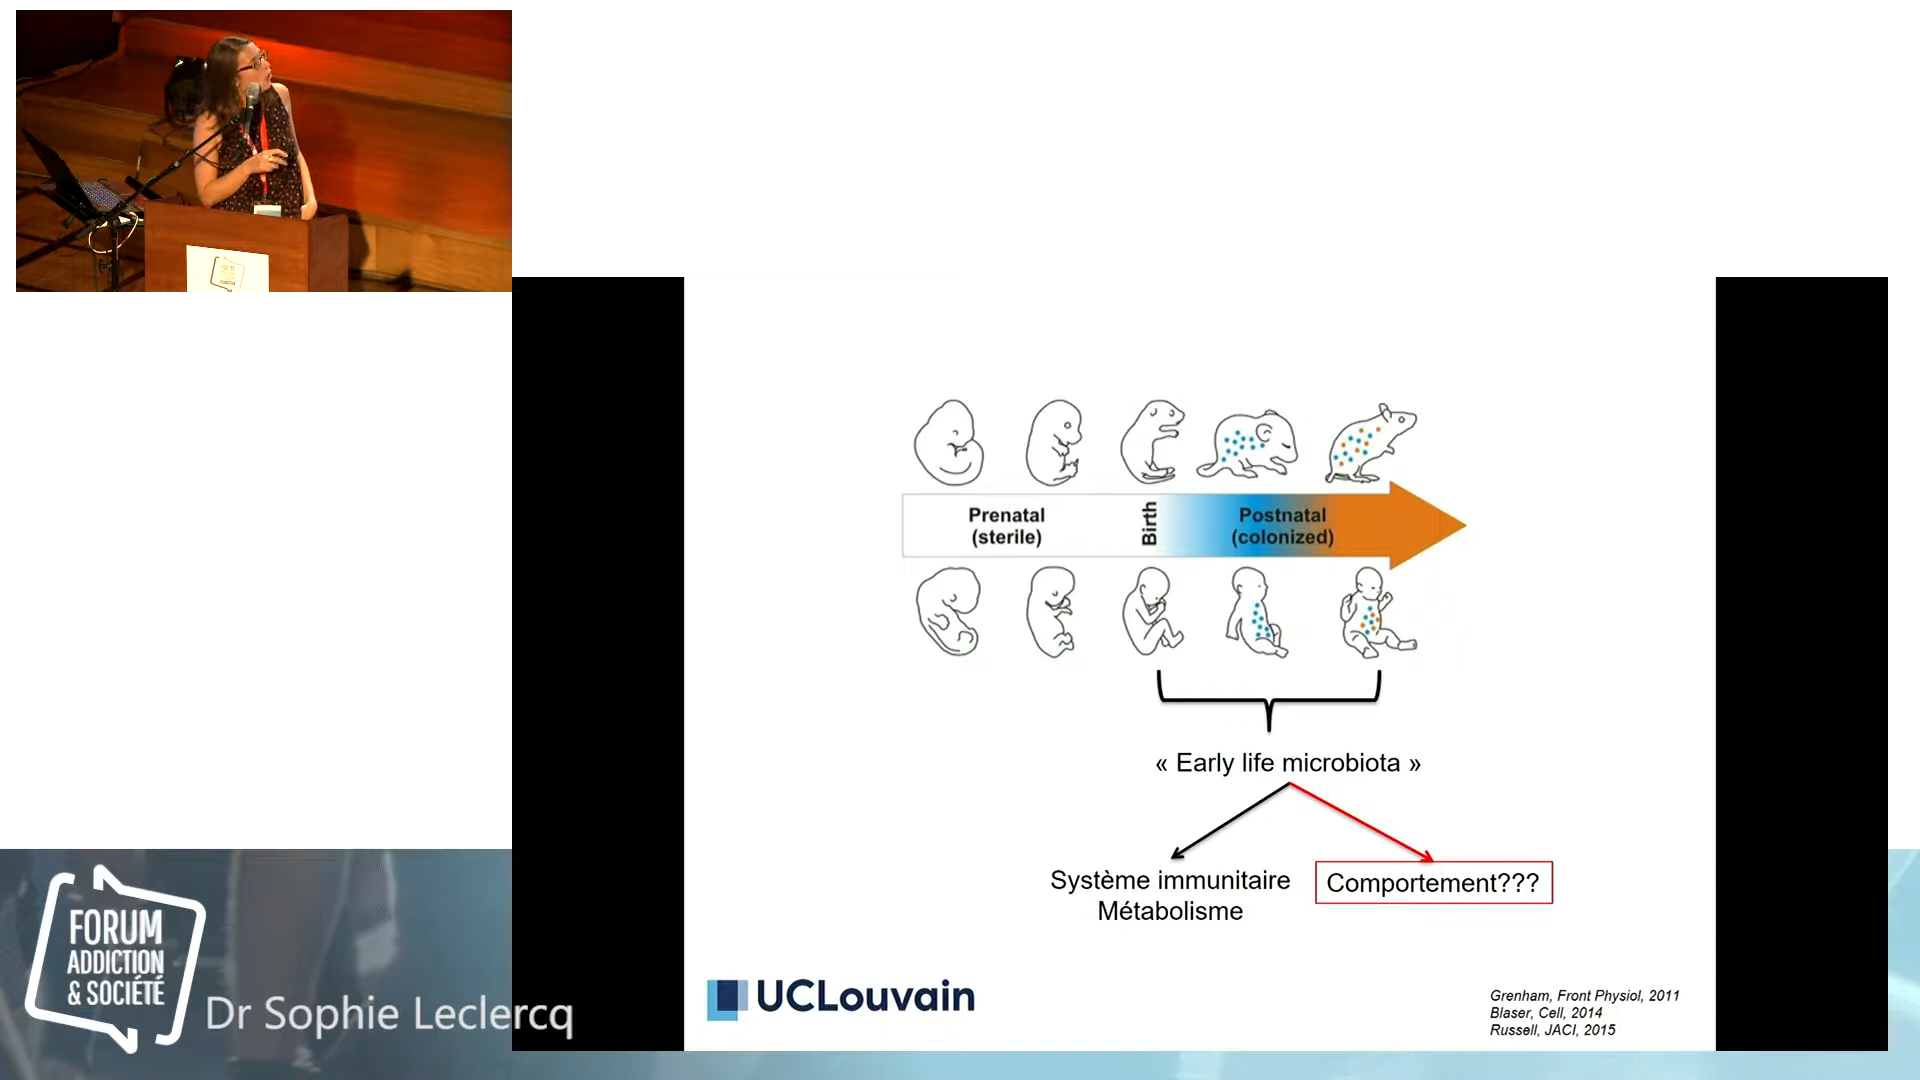 Prenatal
(sterile)
Birth
Postnatal
(colonized)
« Early life microbiota »
Système immunitaire
Métabolisme
Comportement???
UCLouvain
Grenham, Front Physiol, 2011
Blaser, Cell, 2014
Russell, JACI, 2015
FORUM
ADDICTION
& SOCIÉTÉ
Dr Sophie Leclercq